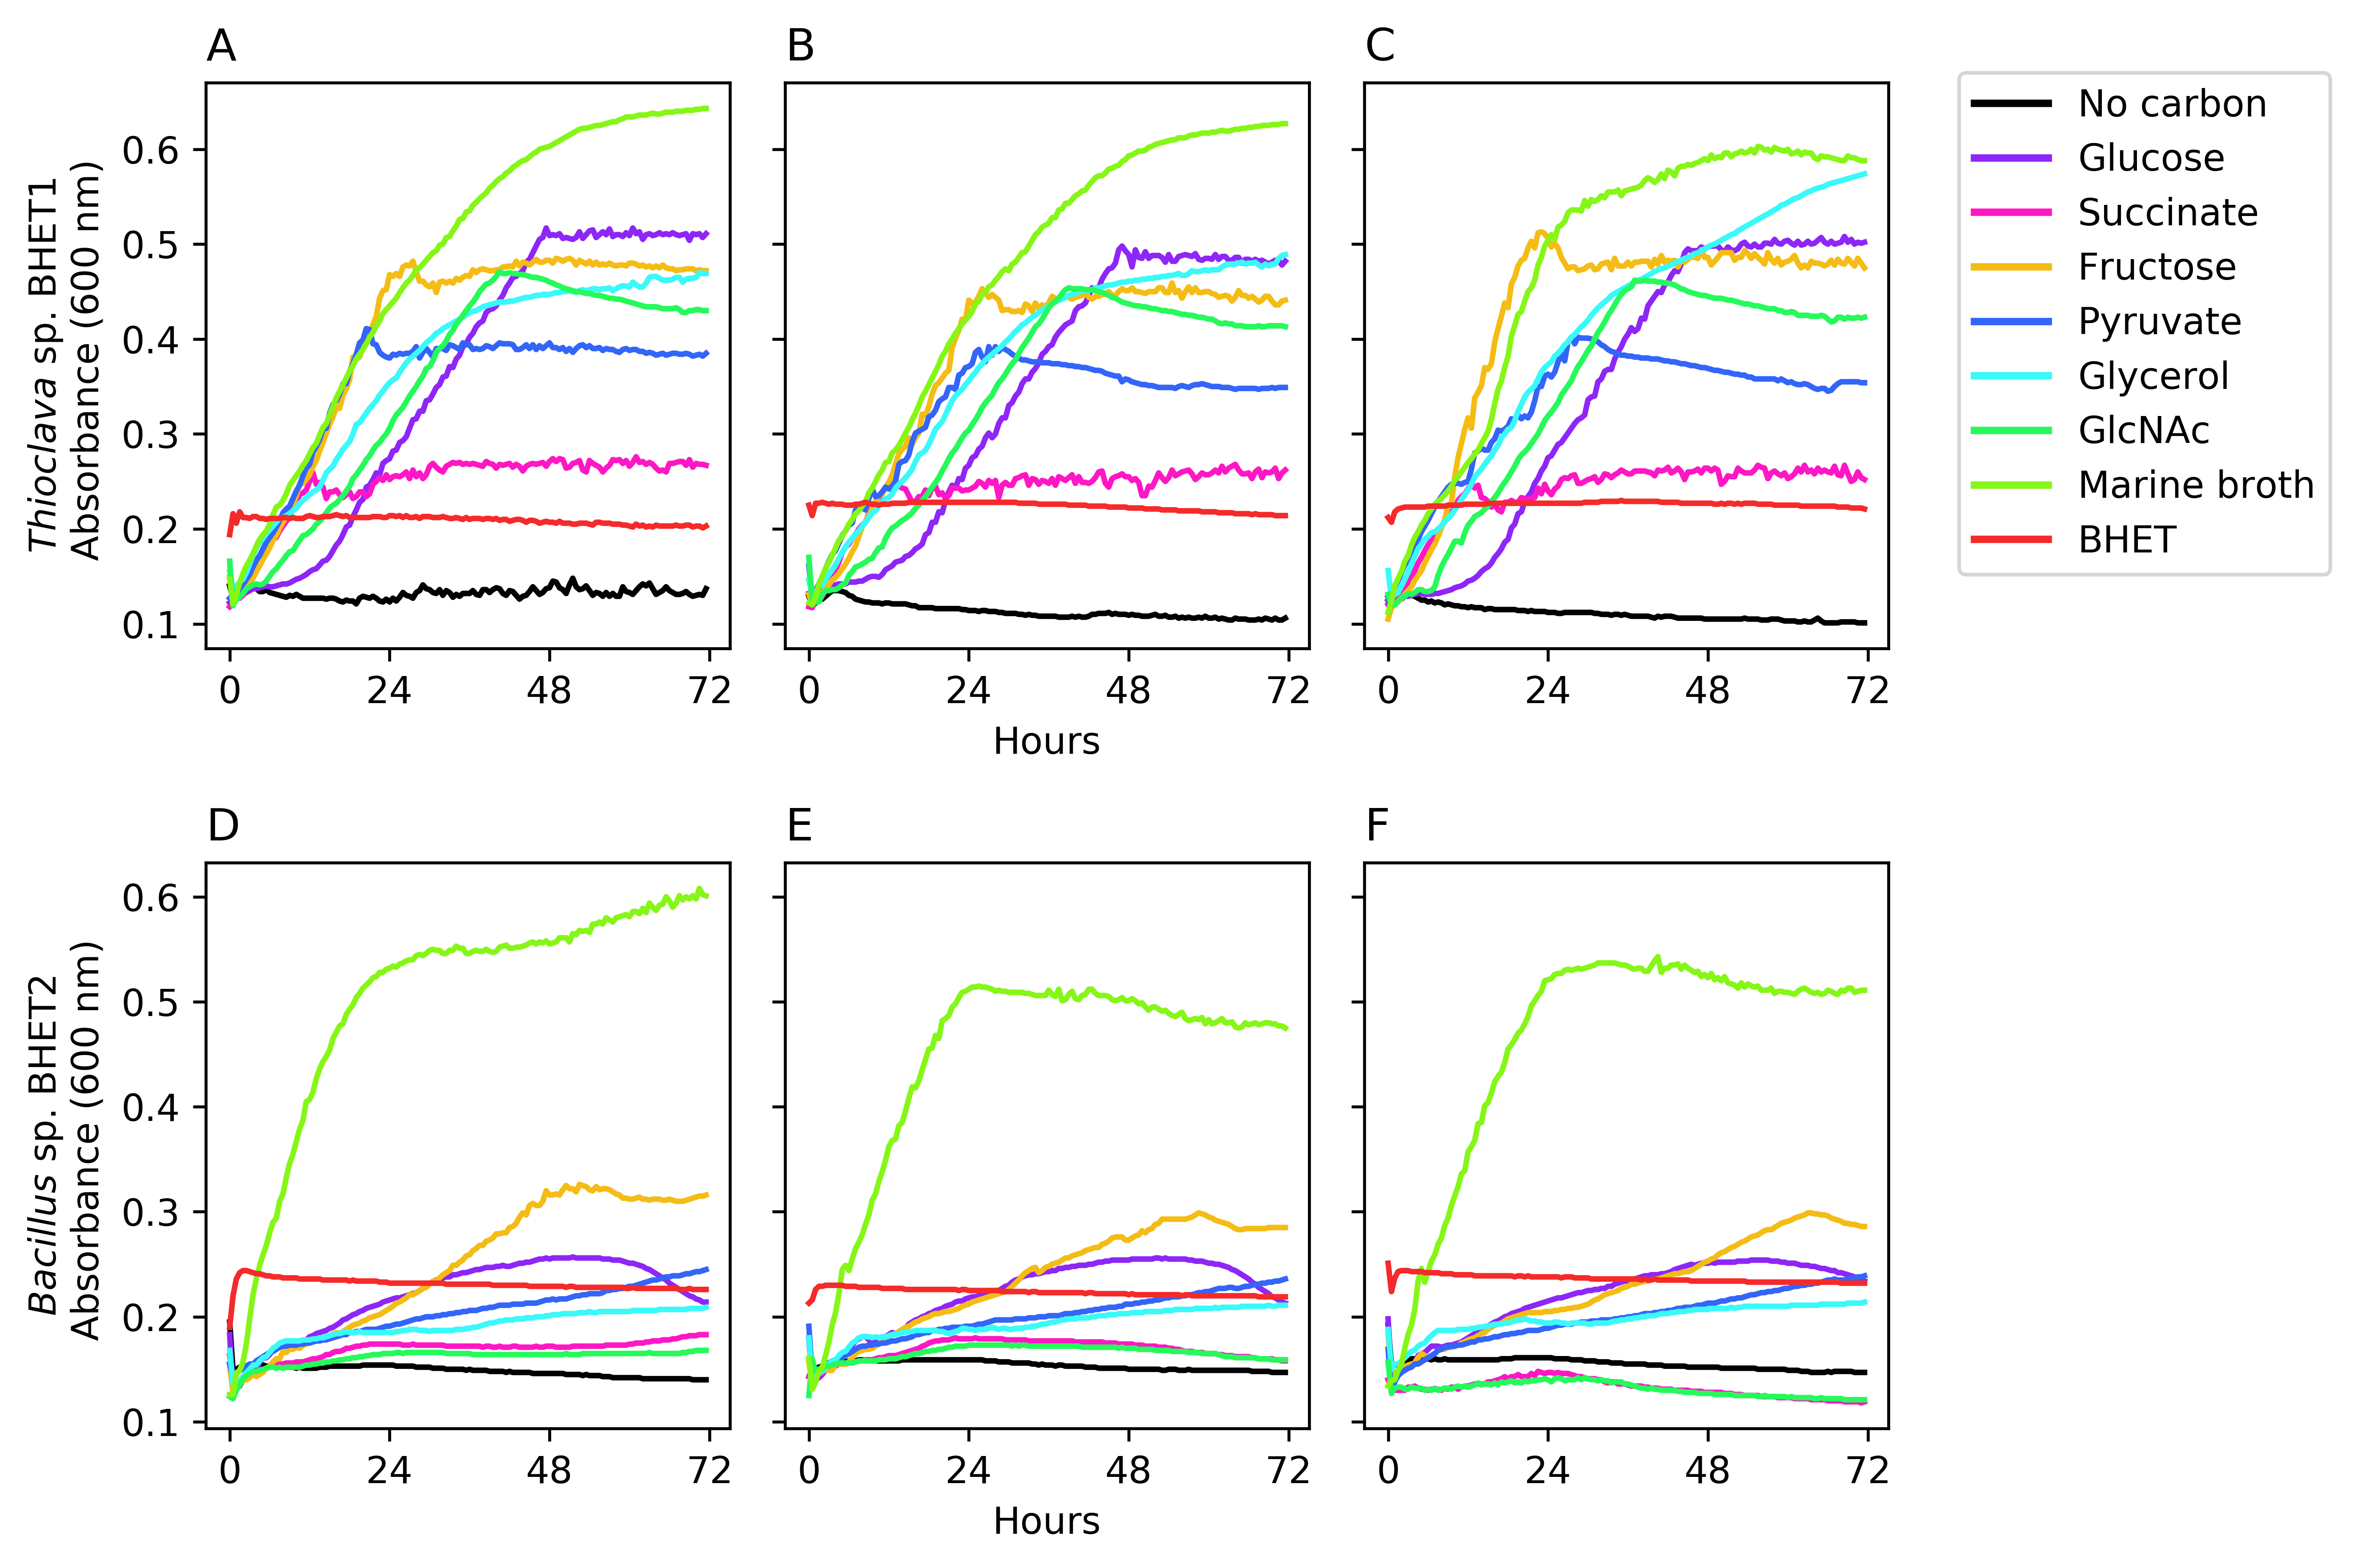 A
B
C
Thioclava sp. BHET1
Absorbance (600 nm)
0.6
0.5
0.4
0.3
0.2
0.1
0 24 48 72
0 24 48 72
0 24 48 72
Hours
No carbon
Glucose
Succinate
Fructose
Pyruvate
Glycerol
GlcNAc
Marine broth
BHET
D
E
F
Bacillus sp. BHET2
Absorbance (600 nm)
0.6
0.5
0.4
0.3
0.2
0.1
0 24 48 72
0 24 48 72
0 24 48 72
Hours